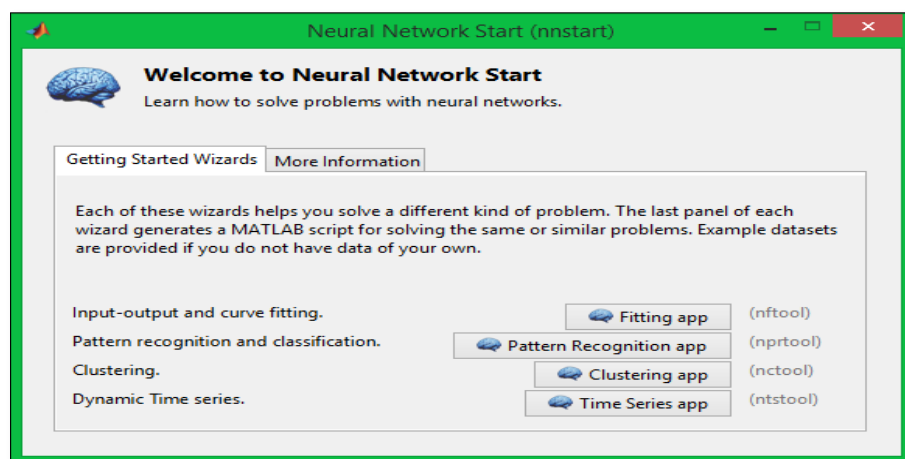 Neural Network Start (nnstart)
Welcome to Neural Network Start
Learn how to solve problems with neural networks.
Getting Started Wizards More Information
Each of these wizards helps you solve a different kind of problem. The last panel of each
wizard generates a MATLAB script for solving the same or similar problems. Example datasets
are provided if you do not have data of your own.
Input-output and curve fitting. Fitting app (nftool)
Pattern recognition and classification. Pattern Recognition app (nprtool)
Clustering. Clustering app (nctool)
Dynamic Time series. Time Series app (ntstool)